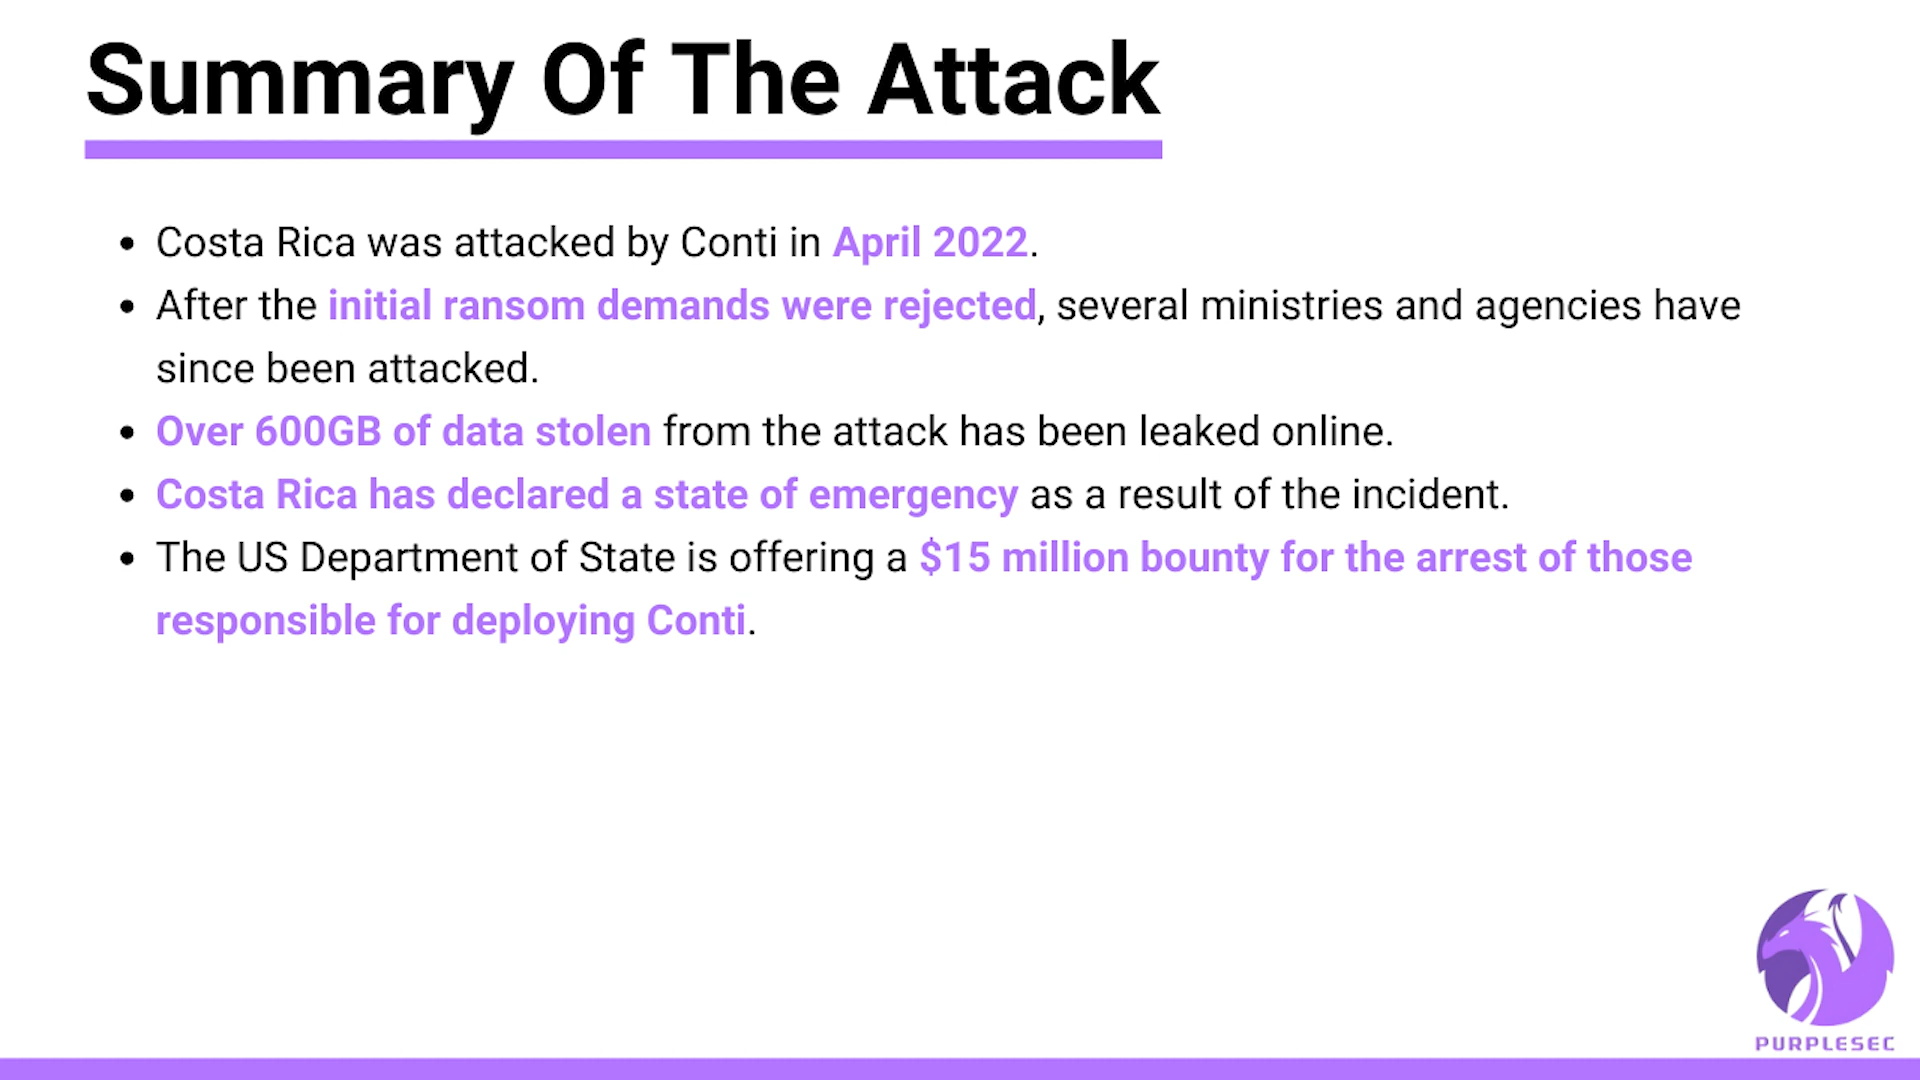 Summary Of The Attack
• Costa Rica was attacked by Conti in April 2022.
• After the initial ransom demands were rejected, several ministries and agencies have
since been attacked.
• Over 600GB of data stolen from the attack has been leaked online.
• Costa Rica has declared a state of emergency as a result of the incident.
• The US Department of State is offering a $15 million bounty for the arrest of those
responsible for deploying Conti.
PURPLESEC